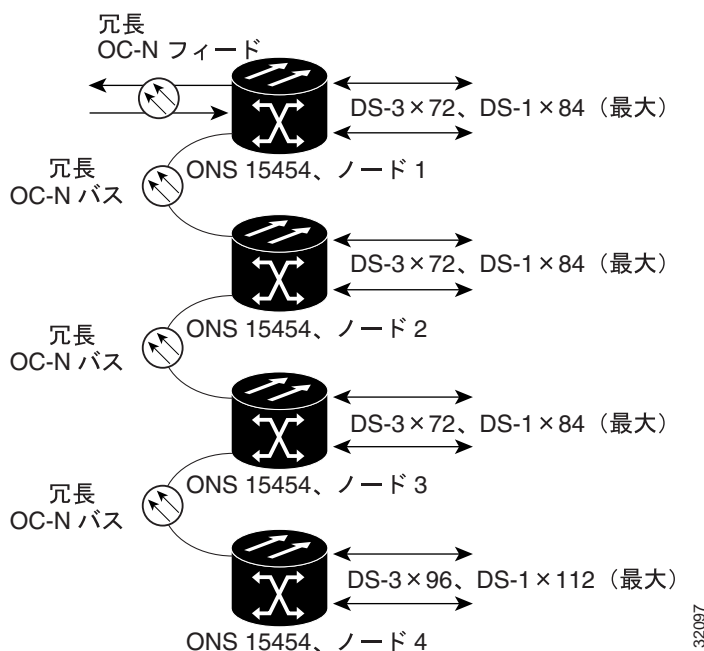 冗長
OC-N フィード
DS-3×72、DS-1×84（最大）
ONS 15454、ノード 1
冗長
OC-N バス
DS-3×72、DS-1×84（最大）
ONS 15454、ノード 2
冗長
OC-N バス
DS-3×72、DS-1×84（最大）
ONS 15454、ノード 3
冗長
OC-N バス
DS-3×96、DS-1×112（最大）
ONS 15454、ノード 4
32097